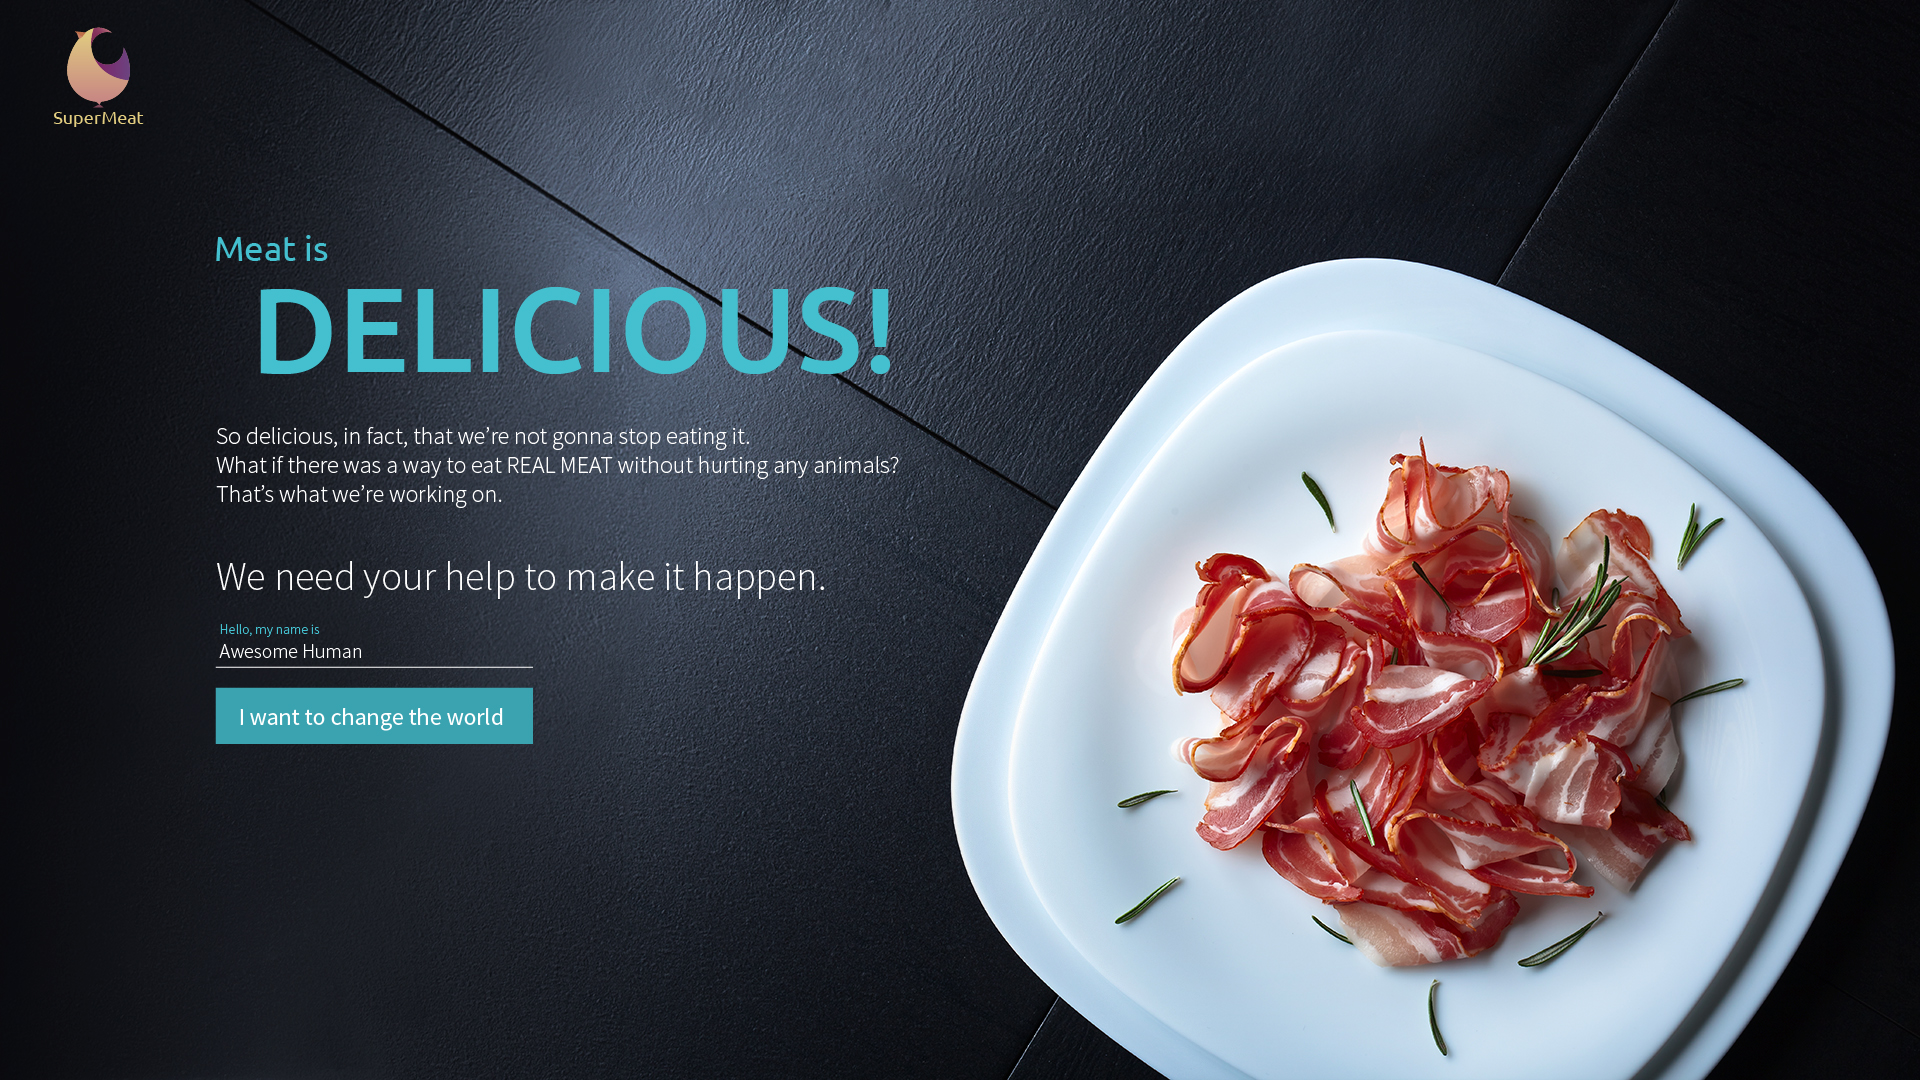 SuperMeat
Meat is
DELICIOUS!
So delicious, in fact, that we’re not gonna stop eating it.
What if there was a way to eat REAL MEAT without hurting any animals?
That’s what we’re working on.
We need your help to make it happen.
Hello, my name is
Awesome Human
I want to change the world